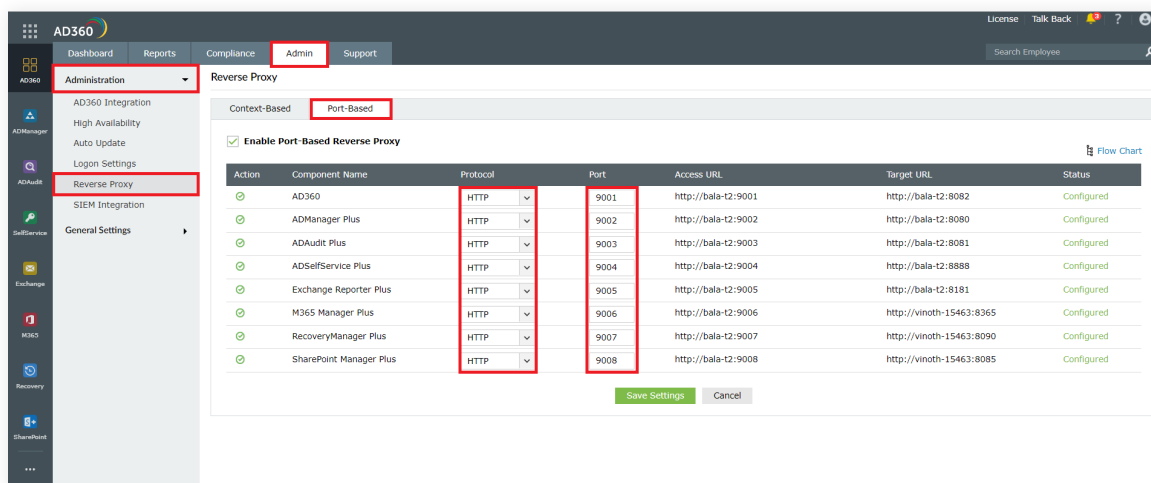 License Talk Back 3 ?
AD360
Dashboard Reports Compliance Admin Support Search Employee
AD360
ADManager
ADAudit
SelfService
Exchange
M365
Recovery
SharePoint
...
Administration
AD360 Integration
High Availability
Auto Update
Logon Settings
Reverse Proxy
SIEM Integration
General Settings
Reverse Proxy
Context-Based Port-Based
Enable Port-Based Reverse Proxy
Flow Chart
Action Component Name Protocol Port Access URL Target URL Status
AD360 HTTP 9001 http://bala-t2:9001 http://bala-t2:8082 Configured
ADManager Plus HTTP 9002 http://bala-t2:9002 http://bala-t2:8080 Configured
ADAudit Plus HTTP 9003 http://bala-t2:9003 http://bala-t2:8081 Configured
ADSelfService Plus HTTP 9004 http://bala-t2:9004 http://bala-t2:8888 Configured
Exchange Reporter Plus HTTP 9005 http://bala-t2:9005 http://bala-t2:8181 Configured
M365 Manager Plus HTTP 9006 http://bala-t2:9006 http://vinoth-15463:8365 Configured
RecoveryManager Plus HTTP 9007 http://bala-t2:9007 http://vinoth-15463:8090 Configured
SharePoint Manager Plus HTTP 9008 http://bala-t2:9008 http://vinoth-15463:8085 Configured
Save Settings Cancel